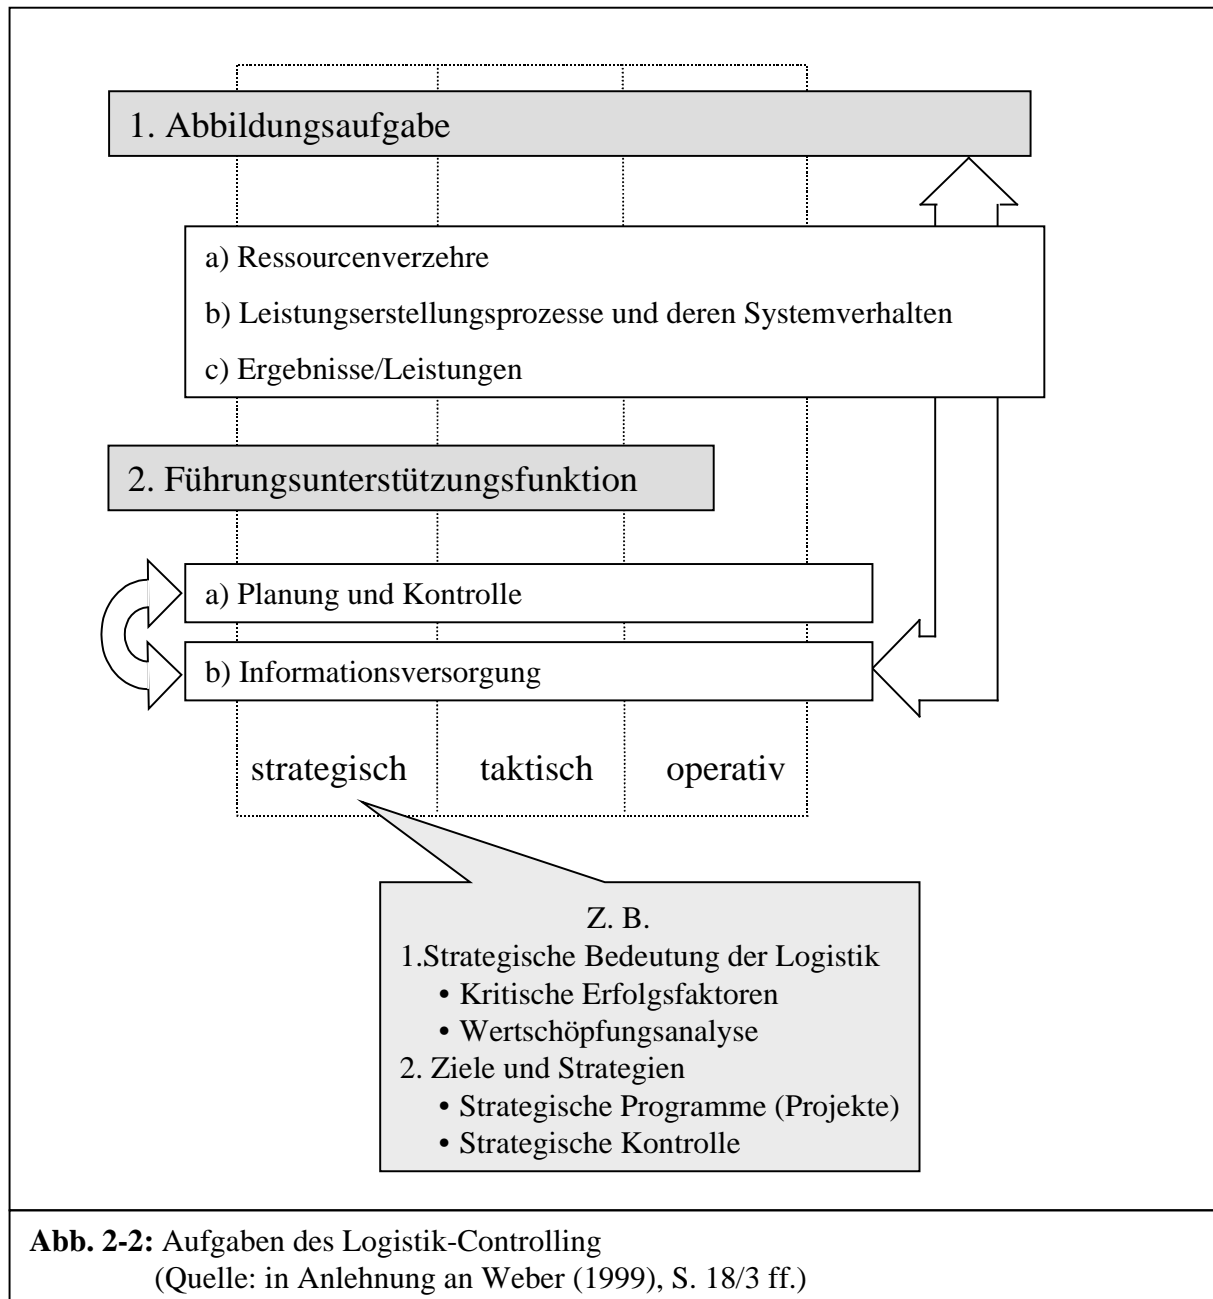 1. Abbildungsaufgabe
a) Ressourcenverzehre
b) Leistungserstellungsprozesse und deren Systemverhalten
c) Ergebnisse/Leistungen
2. Führungsunterstützungsfunktion
a) Planung und Kontrolle
b) Informationsversorgung
strategisch taktisch operativ
Z. B.
1.Strategische Bedeutung der Logistik
• Kritische Erfolgsfaktoren
• Wertschöpfungsanalyse
2. Ziele und Strategien
• Strategische Programme (Projekte)
• Strategische Kontrolle
Abb. 2-2: Aufgaben des Logistik-Controlling
(Quelle: in Anlehnung an Weber (1999), S. 18/3 ff.)